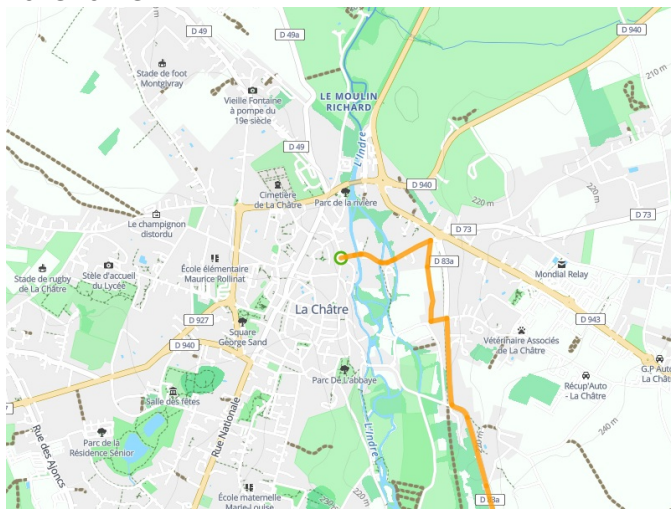 D 49
D 49a
D 940
210 m
Stade de foot
Montgivray
Vieille Fontaine
à pompe du
19e siècle
LE MOULIN
RICHARD
L'Indre
D 49
Cimetière
de La Châtre
Parc de la rivière
D 940
220 m
220 m
D 73
D 73
Le champignon
distordu
École élémentaire
Maurice Rollinat
Stade de rugby
de La Châtre
Stèle d'accueil
du Lycée
D 83a
Mondial Relay
La Châtre
D 927
Square
George Sand
D 943
D 940
Vétérinaire Associés
de La Châtre
G.P Auto
La Chât
Parc De L'abbaye
Récup'Auto
- La Châtre
Salle des fêtes
Rue Nationale
Rue des Ajoncs
Parc de la
Résidence Sénior
L'Indre
240 m
École maternelle
Marie-Louise
220 m